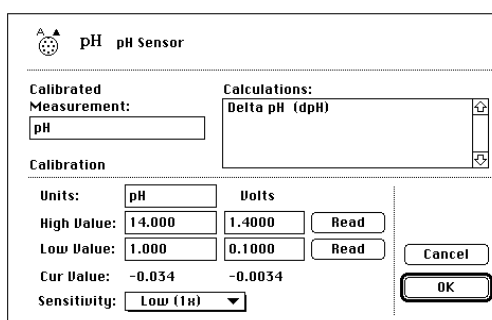 A
pH pH Sensor
Calibrated
Measurement:
pH
Calculations:
Delta pH (dpH)
Calibration
Units: pH Volts
High Value: 14.000 1.4000 Read
Low Value: 1.000 0.1000 Read
Cur Value: -0.034 -0.0034
Sensitivity: Low (1x)
Cancel
OK